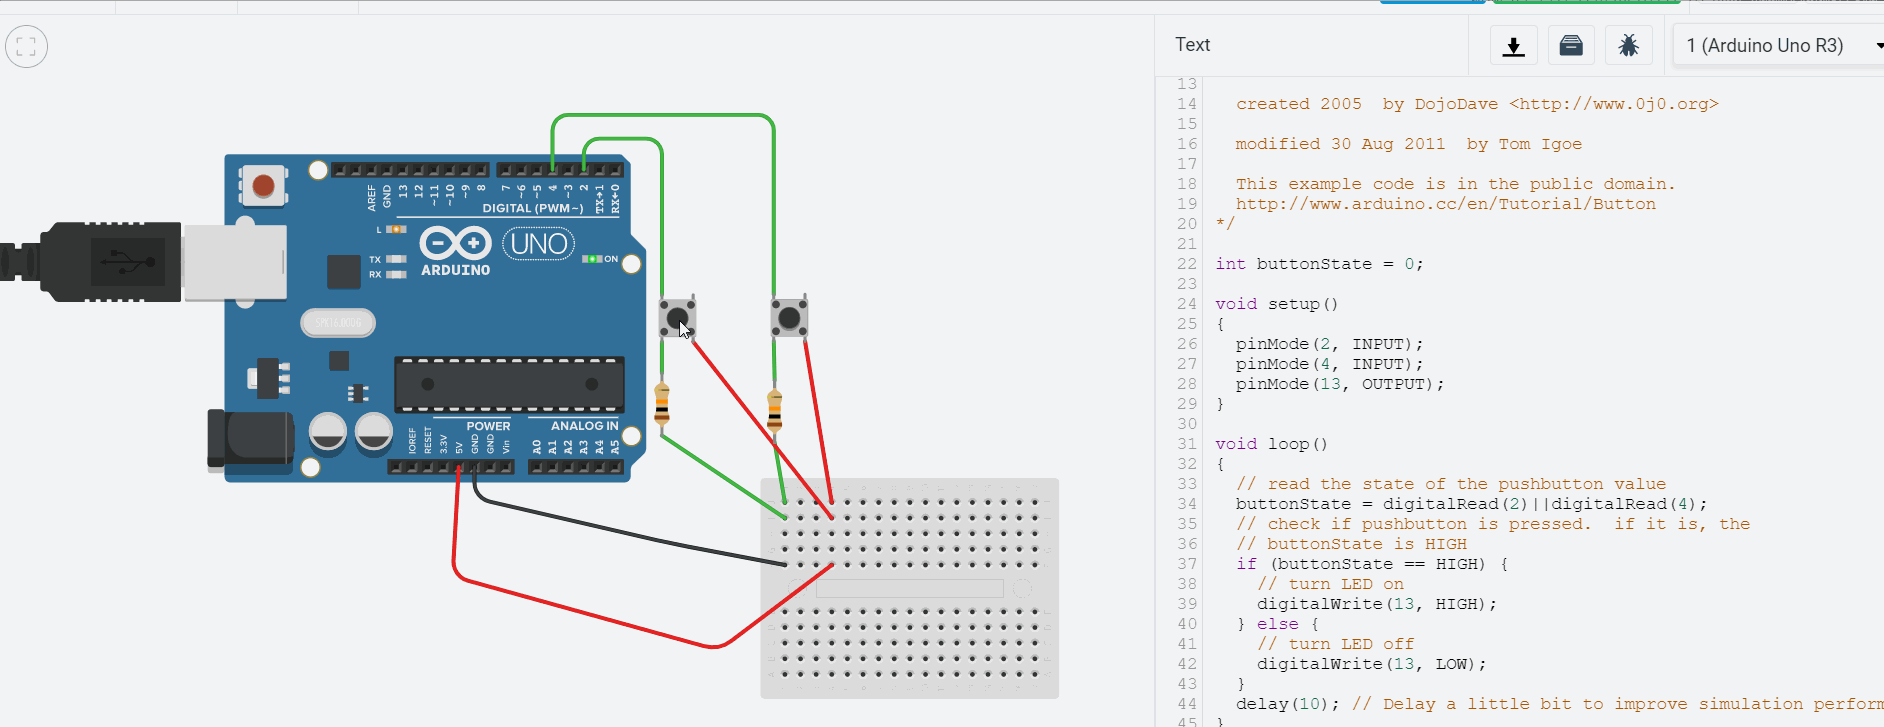 Text
1 (Arduino Uno R3)
AREF
GND
13
12
~11
~10
~9
8
7
~6
~5
4
~3
2
TX→1
RX←0
DIGITAL (PWM~)
L
TX
RX
ARDUINO
UNO
ON
POWER
ANALOG IN
IOREF
RESET
3.3V
5V
GND
GND
Vin
A0
A1
A2
A3
A4
A5
13
14 created 2005  by DojoDave <http://www.0j0.org>
15
16 modified 30 Aug 2011  by Tom Igoe
17
18 This example code is in the public domain.
19 http://www.arduino.cc/en/Tutorial/Button
20 */
21
22 int buttonState = 0;
23
24 void setup()
25 {
26   pinMode(2, INPUT);
27   pinMode(4, INPUT);
28   pinMode(13, OUTPUT);
29 }
30
31 void loop()
32 {
33   // read the state of the pushbutton value
34   buttonState = digitalRead(2)||digitalRead(4);
35   // check if pushbutton is pressed.  if it is, the
36   // buttonState is HIGH
37   if (buttonState == HIGH) {
38     // turn LED on
39     digitalWrite(13, HIGH);
40   } else {
41     // turn LED off
42     digitalWrite(13, LOW);
43   }
44   delay(10); // Delay a little bit to improve simulation perform
45 }